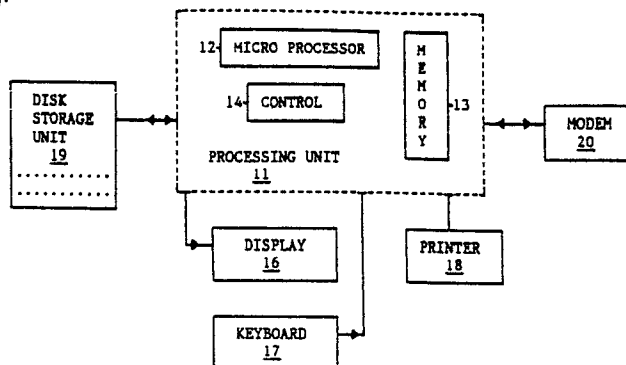 12 MICRO PROCESSOR
14 CONTROL
MEMORY
13
PROCESSING UNIT
11
DISK
STORAGE
UNIT
19
MODEM
20
DISPLAY
16
PRINTER
18
KEYBOARD
17